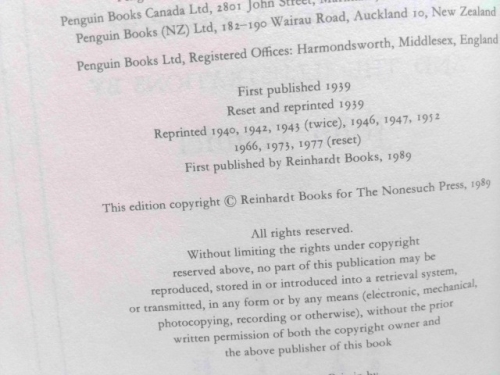 Penguin Books Canada Ltd, 2801 John Street,
Penguin Books (NZ) Ltd, 182–190 Wairau Road, Auckland 10, New Zealand
Penguin Books Ltd, Registered Offices: Harmondsworth, Middlesex, England
First published 1939
Reset and reprinted 1939
Reprinted 1940, 1942, 1943 (twice), 1946, 1947, 1952
1966, 1973, 1977 (reset)
First published by Reinhardt Books, 1989
This edition copyright © Reinhardt Books for The Nonesuch Press, 1989
All rights reserved.
Without limiting the rights under copyright
reserved above, no part of this publication may be
reproduced, stored in or introduced into a retrieval system,
or transmitted, in any form or by any means (electronic, mechanical,
photocopying, recording or otherwise), without the prior
written permission of both the copyright owner and
the above publisher of this book